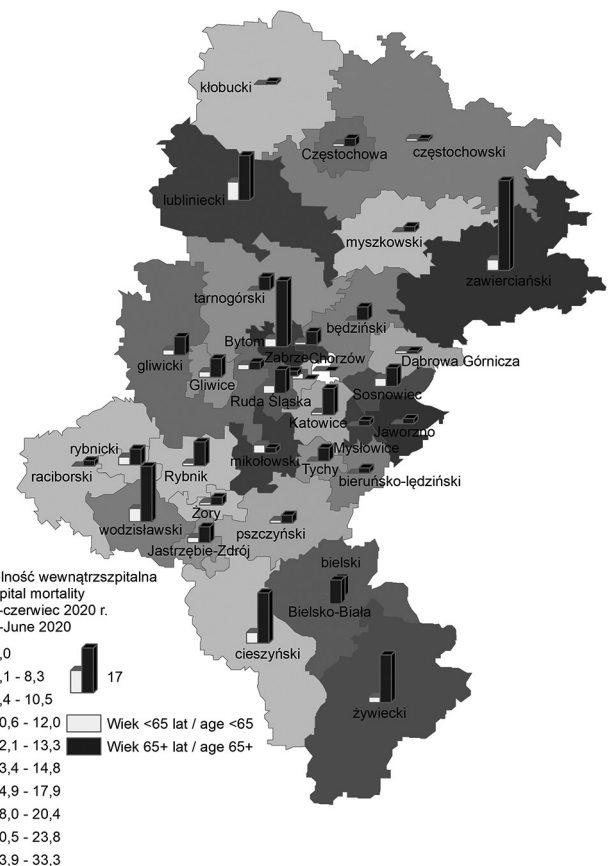 kłobucki
Częstochowa
częstochowski
lubliniecki
myszkowski
zawierciański
tarnogórski
będziński
Bytom
Zabrze
Chorzów
gliwicki
Dąbrowa Górnicza
Gliwice
Ruda Śląska
Sosnowiec
Katowice
Jaworzno
rybnicki
Mysłowice
mikołowski
raciborski
Rybnik
Tychy
bieruńsko-lędziński
Żory
wodzisławski
pszczyński
Jastrzębie-Zdrój
bielski
lność wewnątrzszpitalna
pital mortality
-czerwiec 2020 r.
-June 2020
Bielsko-Biała
cieszyński
żywiecki
,0
,1 - 8,3
17
,4 - 10,5
0,6 - 12,0
Wiek <65 lat / age <65
2,1 - 13,3
Wiek 65+ lat / age 65+
3,4 - 14,8
4,9 - 17,9
8,0 - 20,4
0,5 - 23,8
3,9 - 33,3